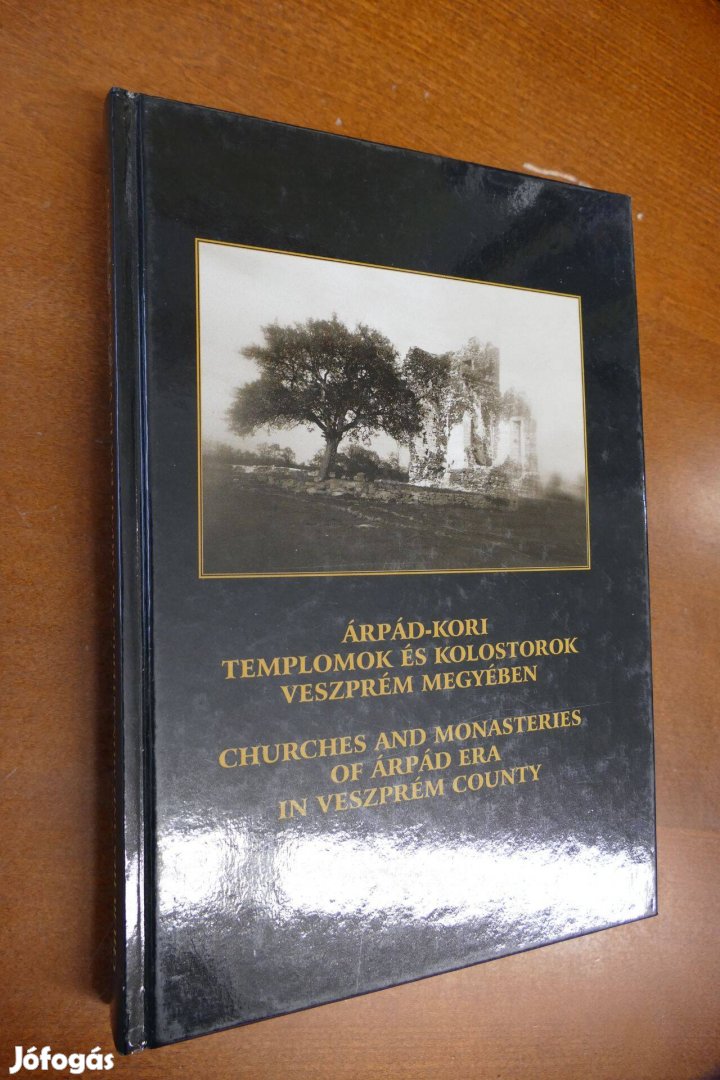 ÁRPÁD-KORI
TEMPLOMOK ÉS KOLOSTOROK
VESZPRÉM MEGYÉBEN
CHURCHES AND MONASTERIES
OF ÁRPÁD ERA
IN VESZPRÉM COUNTY
Jófogás